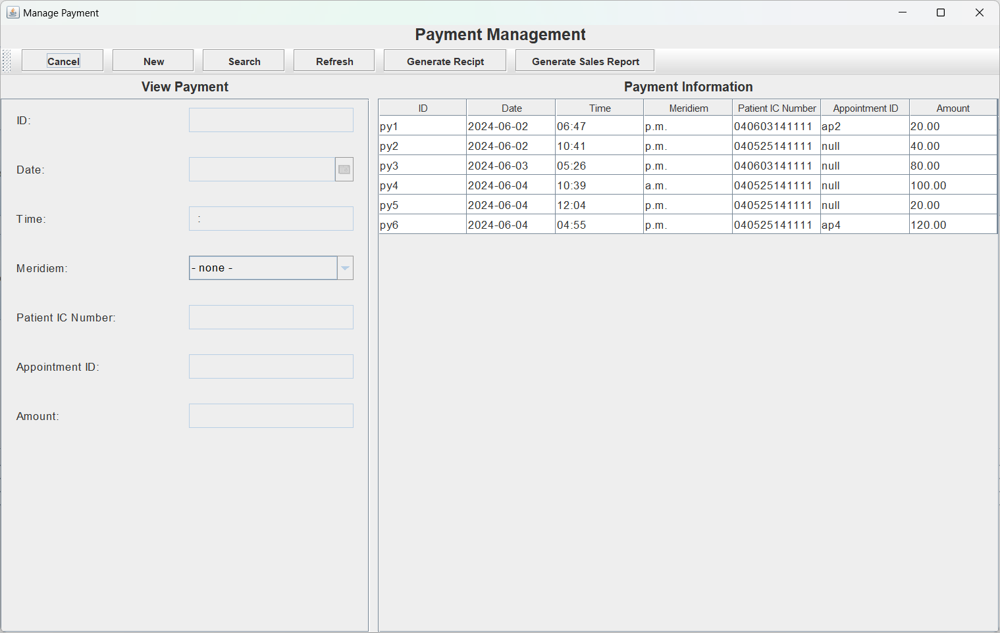 Manage Payment
Payment Management
Cancel New Search Refresh Generate Recipt Generate Sales Report
View Payment
ID:
Date:
Time: :
Meridiem: - none -
Patient IC Number:
Appointment ID:
Amount:
Payment Information
ID Date Time Meridiem Patient IC Number Appointment ID Amount
py1 2024-06-02 06:47 p.m. 040603141111 ap2 20.00
py2 2024-06-02 10:41 p.m. 040525141111 null 40.00
py3 2024-06-03 05:26 p.m. 040603141111 null 80.00
py4 2024-06-04 10:39 a.m. 040525141111 null 100.00
py5 2024-06-04 12:04 p.m. 040525141111 null 20.00
py6 2024-06-04 04:55 p.m. 040525141111 ap4 120.00